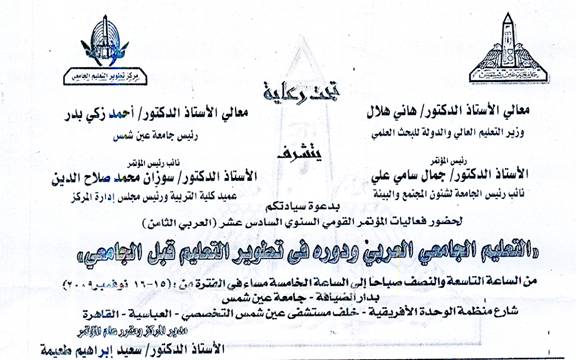 مركز تطوير التعليم الجامعي
تحت رعاية
معالي الأستاذ الدكتور/ هاني هلال
معالي الأستاذ الدكتور/ أحمد زكي بدر
وزير التعليم العالي والدولة للبحث العلمي
رئيس جامعة عين شمس
يتشرف
رئيس المؤتمر
نائب رئيس المؤتمر
الأستاذ الدكتور/ جمال سامي علي
الأستاذ الدكتور/ سوزان محمد صلاح الدين
نائب رئيس الجامعة لشئون المجتمع والبيئة
عميد كلية التربية ورئيس مجلس إدارة المركز
بدعوة سيادتكم
لحضور فعاليات المؤتمر القومي السنوي السادس عشر (العربي الثامن)
«التعليم الجامعي العربي ودوره في تطوير التعليم قبل الجامعي»
من الساعة التاسعة والنصف صباحا إلى الساعة الخامسة مساء في الفترة من: (١٥-١٦ نوفمبر ٢٠٠٩)
بدار الضيافة - جامعة عين شمس
شارع منظمة الوحدة الأفريقية - خلف مستشفى عين شمس التخصصي - العباسية - القاهرة
مدير المركز ومقرر عام المؤتمر
الأستاذ الدكتور/ سعيد إبراهيم طعيمة